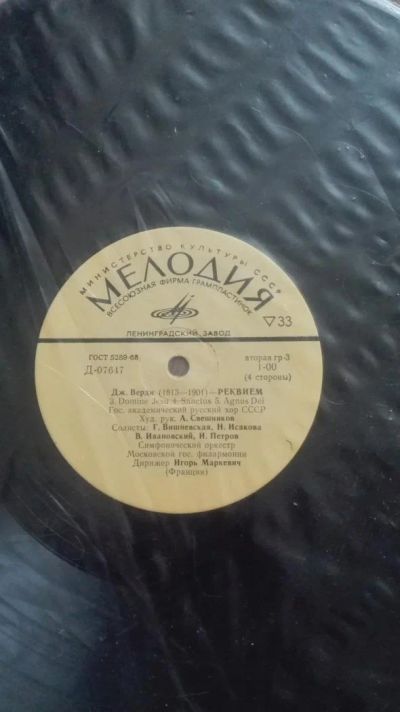 МИНИСТЕРСТВО КУЛЬТУРЫ СССР
МЕЛОДИЯ
ВСЕСОЮЗНАЯ ФИРМА ГРАМПЛАСТИНОК
ЛЕНИНГРАДСКИЙ ЗАВОД
▽33
ГОСТ 5289-68
Д-07647
вторая гр-3
1-00
(4 стороны)
Дж. Верди (1813—1901)—РЕКВИЕМ
3. Domine Jesu 4. Sanctus 5. Agnus Dei
Гос. академический русский хор СССР
Худ. рук. А. Свешников
Солисты: Г. Вишневская, Н. Исакова
В. Ивановский, И. Петров
Симфонический оркестр
Московской гос. филармонии
Дирижер Игорь Маркевич
(Франция)